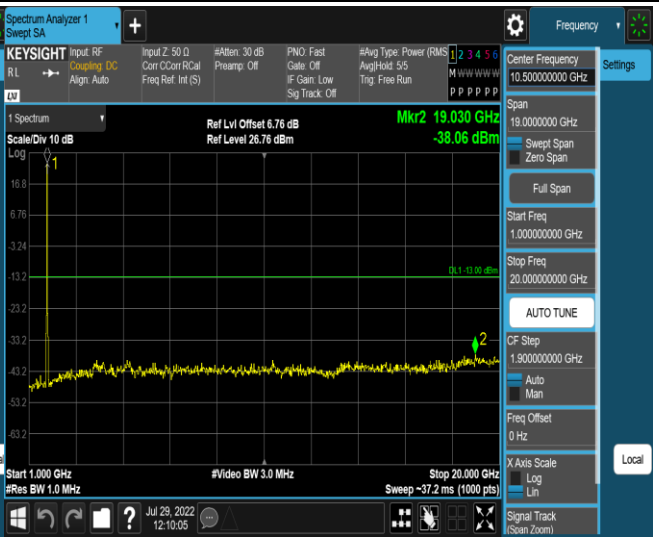 Spectrum Analyzer 1
Swept SA
+
Frequency
Settings
KEYSIGHT
RL
LXI
Input: RF
Coupling: DC
Align: Auto
Input Z: 50 Ω
Corr CCorr RCal
Freq Ref: Int (S)
#Atten: 30 dB
Preamp: Off
PNO: Fast
Gate: Off
IF Gain: Low
Sig Track: Off
#Avg Type: Power (RMS
Avg|Hold: 5/5
Trig: Free Run
1 2 3 4 5 6
M W W W W W
P P P P P P
1 Spectrum
Scale/Div 10 dB
Ref Lvl Offset 6.76 dB
Ref Level 26.76 dBm
Mkr2 19.030 GHz
-38.06 dBm
Log
1
16.8
6.76
-3.24
-13.2
DL1 -13.00 dBm
-23.2
2
-43.2
-53.2
-63.2
Start 1.000 GHz
#Res BW 1.0 MHz
#Video BW 3.0 MHz
Stop 20.000 GHz
Sweep ~37.2 ms (1000 pts)
?
Jul 29, 2022
12:10:05
Center Frequency
10.500000000 GHz
Span
19.0000000 GHz
Swept Span
Zero Span
Full Span
Start Freq
1.000000000 GHz
Stop Freq
20.000000000 GHz
AUTO TUNE
CF Step
1.900000000 GHz
Auto
Man
Freq Offset
0 Hz
X Axis Scale
Log
Lin
Signal Track
(Span Zoom)
Local